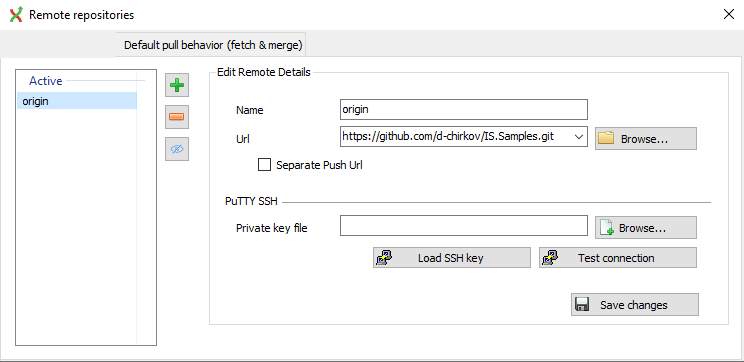 Remote repositories
Default pull behavior (fetch & merge)
Active
origin
Edit Remote Details
Name
origin
Url
https://github.com/d-chirkov/IS.Samples.git
Browse...
Separate Push Url
PuTTY SSH
Private key file
Browse...
Load SSH key
Test connection
Save changes